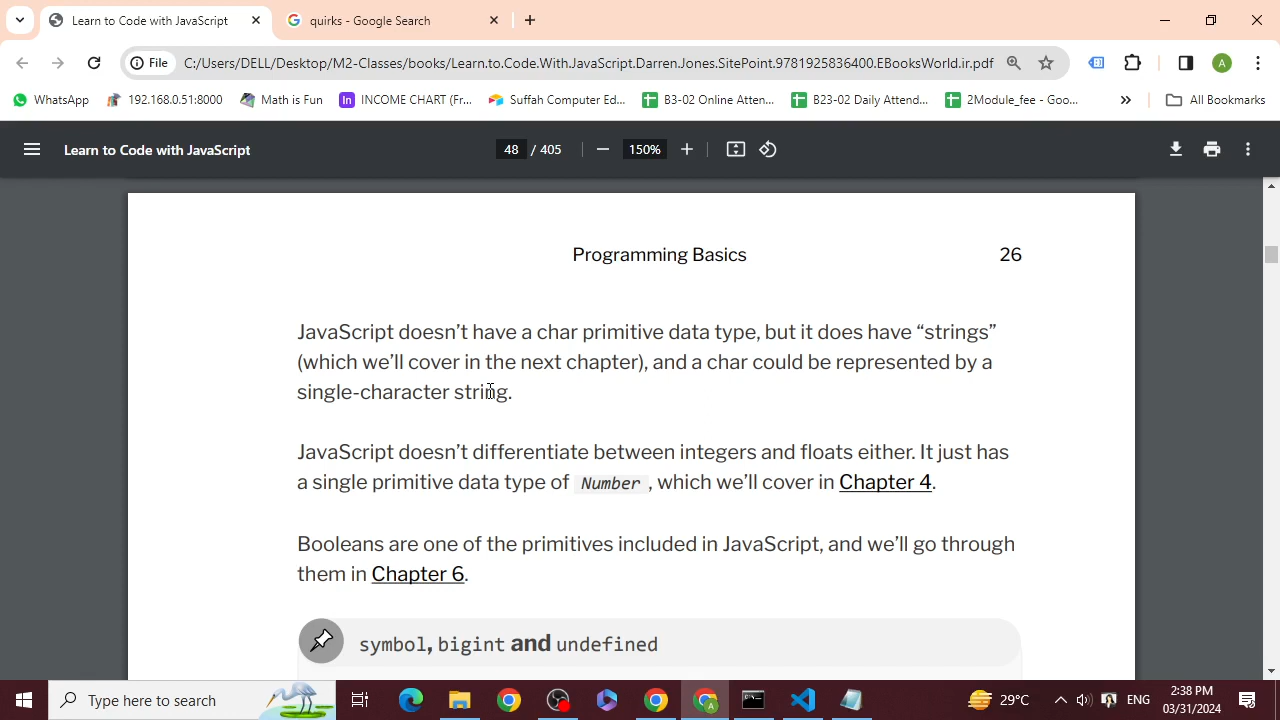 Learn to Code with JavaScript
quirks - Google Search
File
C:/Users/DELL/Desktop/M2-Classes/books/Learn.to.Code.With.JavaScript.Darren.Jones.SitePoint.9781925836400.EBooksWorld.ir.pdf
A
WhatsApp
192.168.0.51:8000
Math is Fun
In
INCOME CHART (Fr...
Suffah Computer Ed...
B3-02 Online Atten...
B23-02 Daily Attend...
2Module_fee - Goo...
»
All Bookmarks
Learn to Code with JavaScript
48 / 405
150%
Programming Basics 26
JavaScript doesn’t have a char primitive data type, but it does have “strings”
(which we’ll cover in the next chapter), and a char could be represented by a
single-character string.
JavaScript doesn’t differentiate between integers and floats either. It just has
a single primitive data type of Number , which we’ll cover in Chapter 4.
Booleans are one of the primitives included in JavaScript, and we’ll go through
them in Chapter 6.
symbol, bigint and undefined
Type here to search
A
29°C
ENG
2:38 PM
03/31/2024